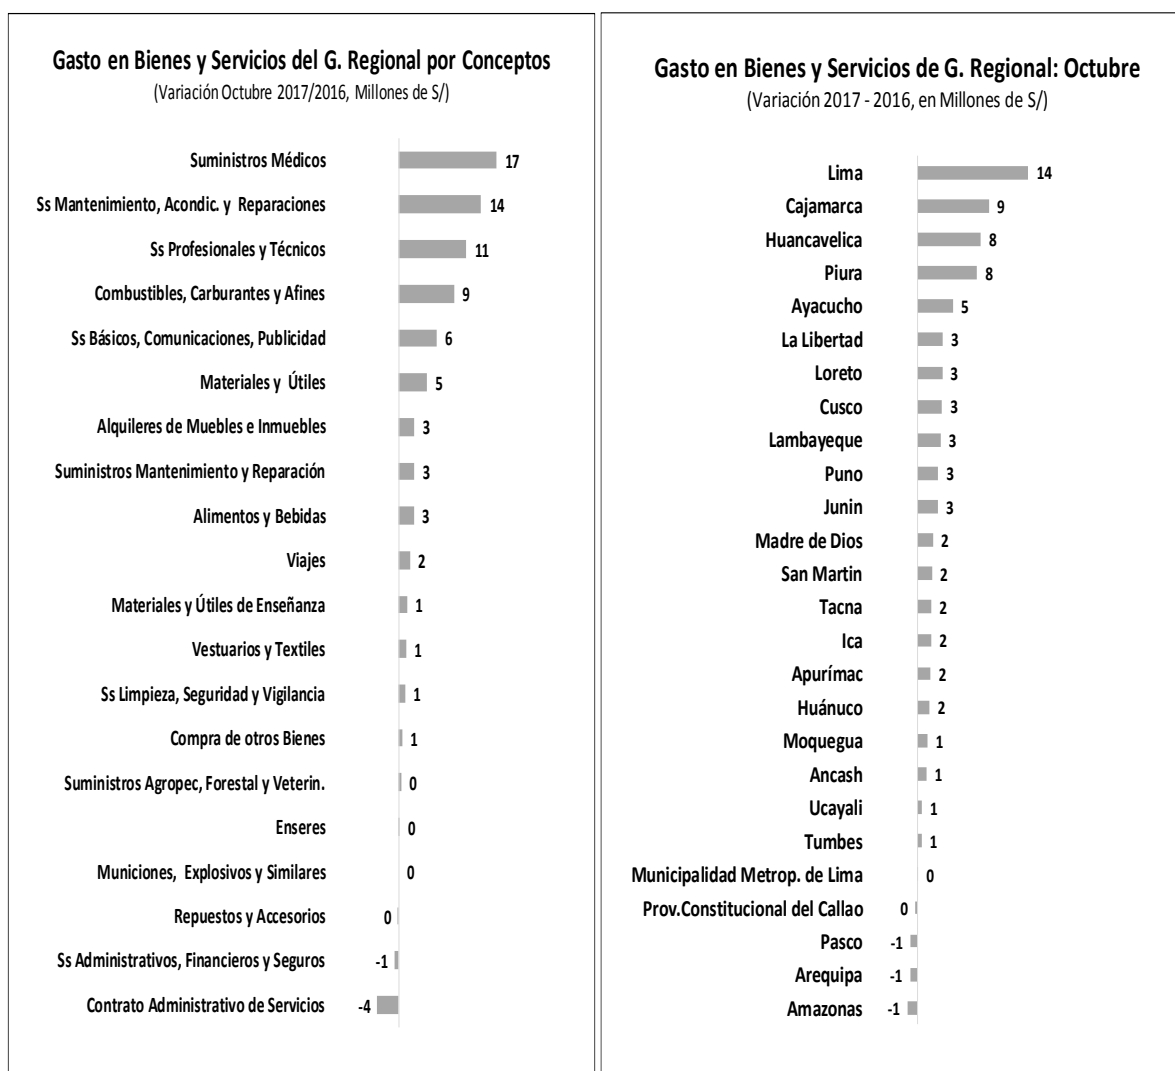 Gasto en Bienes y Servicios del G. Regional por Conceptos
(Variación Octubre 2017/2016, Millones de S/)
Suministros Médicos 17
Ss Mantenimiento, Acondic. y Reparaciones 14
Ss Profesionales y Técnicos 11
Combustibles, Carburantes y Afines 9
Ss Básicos, Comunicaciones, Publicidad 6
Materiales y Útiles 5
Alquileres de Muebles e Inmuebles 3
Suministros Mantenimiento y Reparación 3
Alimentos y Bebidas 3
Viajes 2
Materiales y Útiles de Enseñanza 1
Vestuarios y Textiles 1
Ss Limpieza, Seguridad y Vigilancia 1
Compra de otros Bienes 1
Suministros Agropec, Forestal y Veterin. 0
Enseres 0
Municiones, Explosivos y Similares 0
Repuestos y Accesorios 0
Ss Administrativos, Financieros y Seguros -1
Contrato Administrativo de Servicios -4
Gasto en Bienes y Servicios de G. Regional: Octubre
(Variación 2017 - 2016, en Millones de S/)
Lima 14
Cajamarca 9
Huancavelica 8
Piura 8
Ayacucho 5
La Libertad 3
Loreto 3
Cusco 3
Lambayeque 3
Puno 3
Junin 3
Madre de Dios 2
San Martin 2
Tacna 2
Ica 2
Apurímac 2
Huánuco 2
Moquegua 1
Ancash 1
Ucayali 1
Tumbes 1
Municipalidad Metrop. de Lima 0
Prov.Constitucional del Callao 0
Pasco -1
Arequipa -1
Amazonas -1